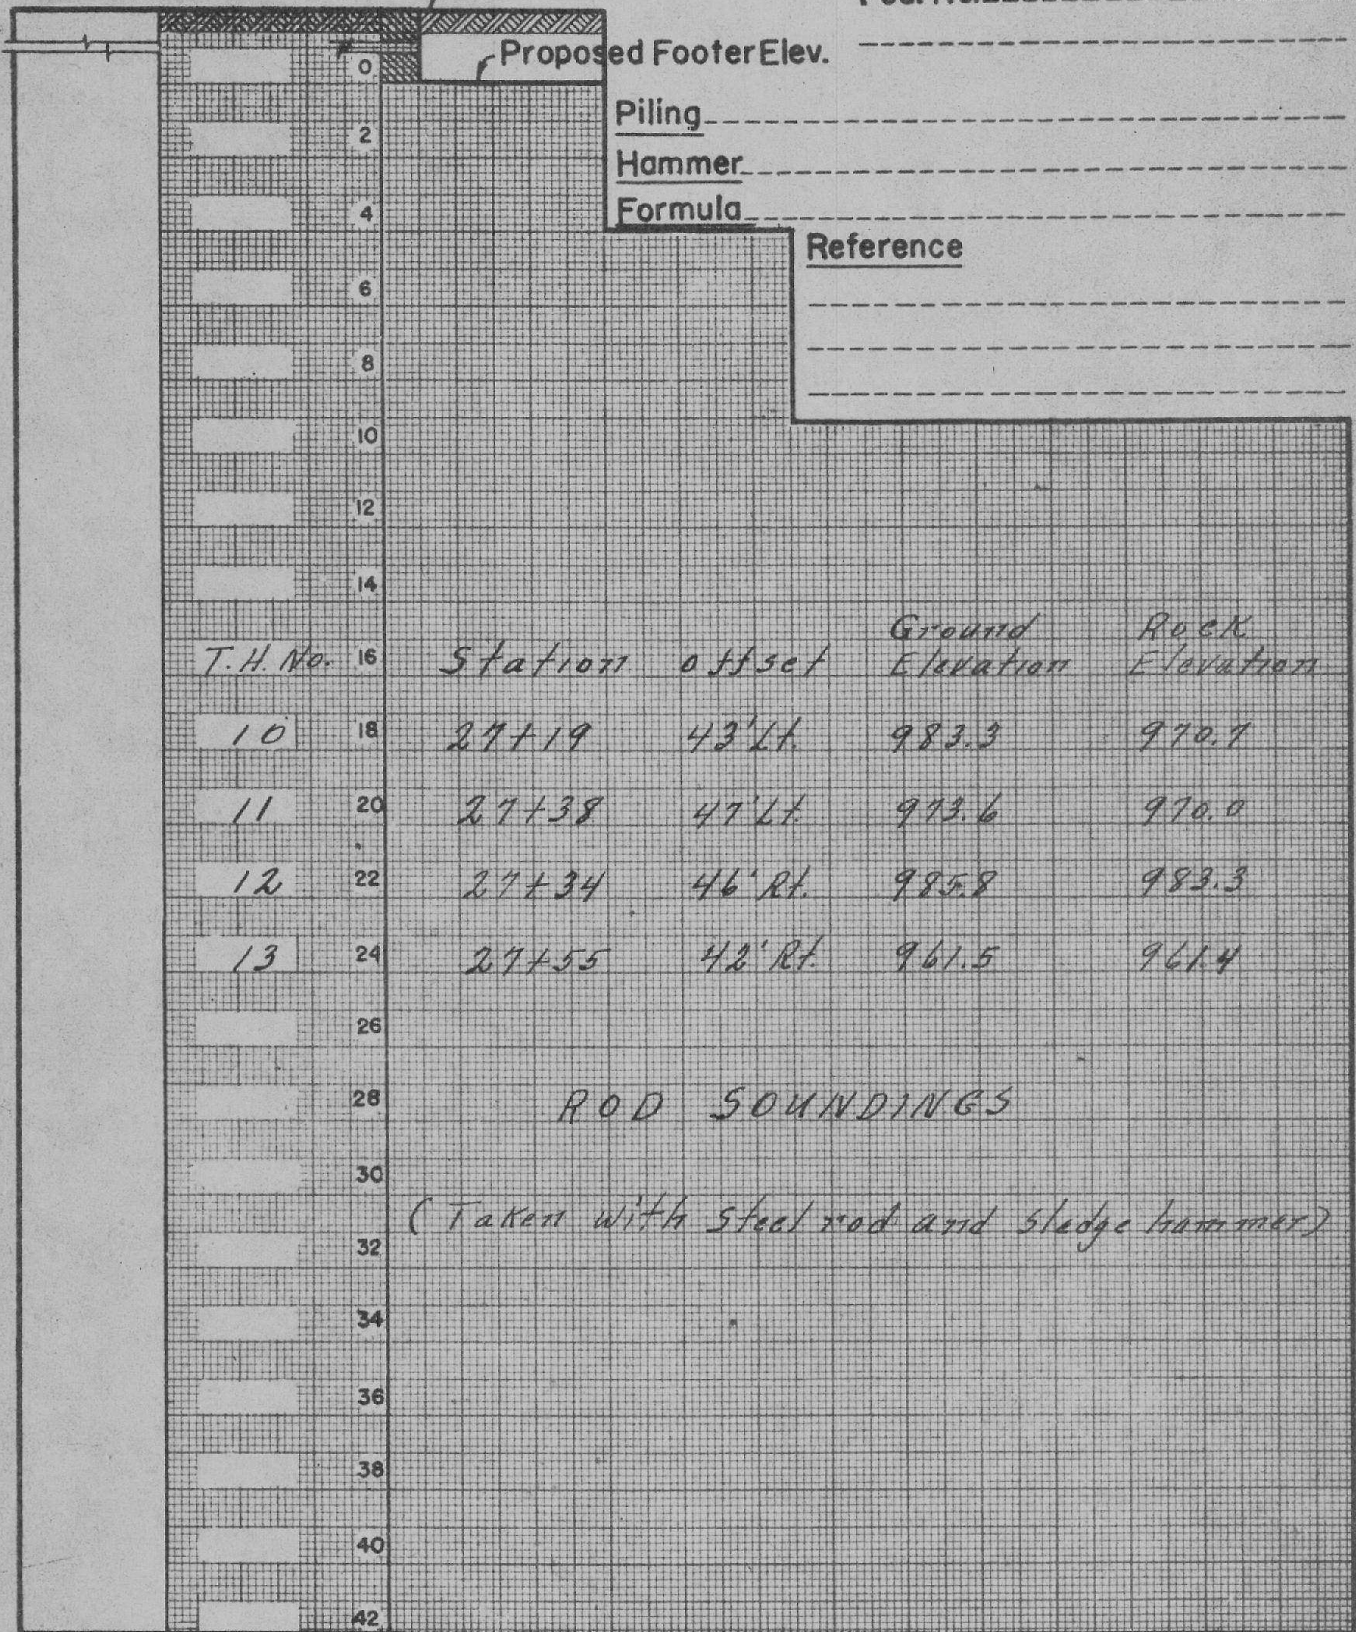 Proposed Footer Elev.
Piling
Hammer
Formula
Reference
0
2
4
6
8
10
12
14
16
18
20
22
24
26
28
30
32
34
36
38
40
42
T.H. No. Station offset Ground Elevation Rock Elevation
10 27+19 43' Lt. 983.3 970.7
11 27+38 47' Lt. 973.6 970.0
12 27+34 46' Rt. 985.8 983.3
13 27+55 42' Rt. 961.5 961.4
ROD SOUNDINGS
(Taken with steel rod and sledge hammer)